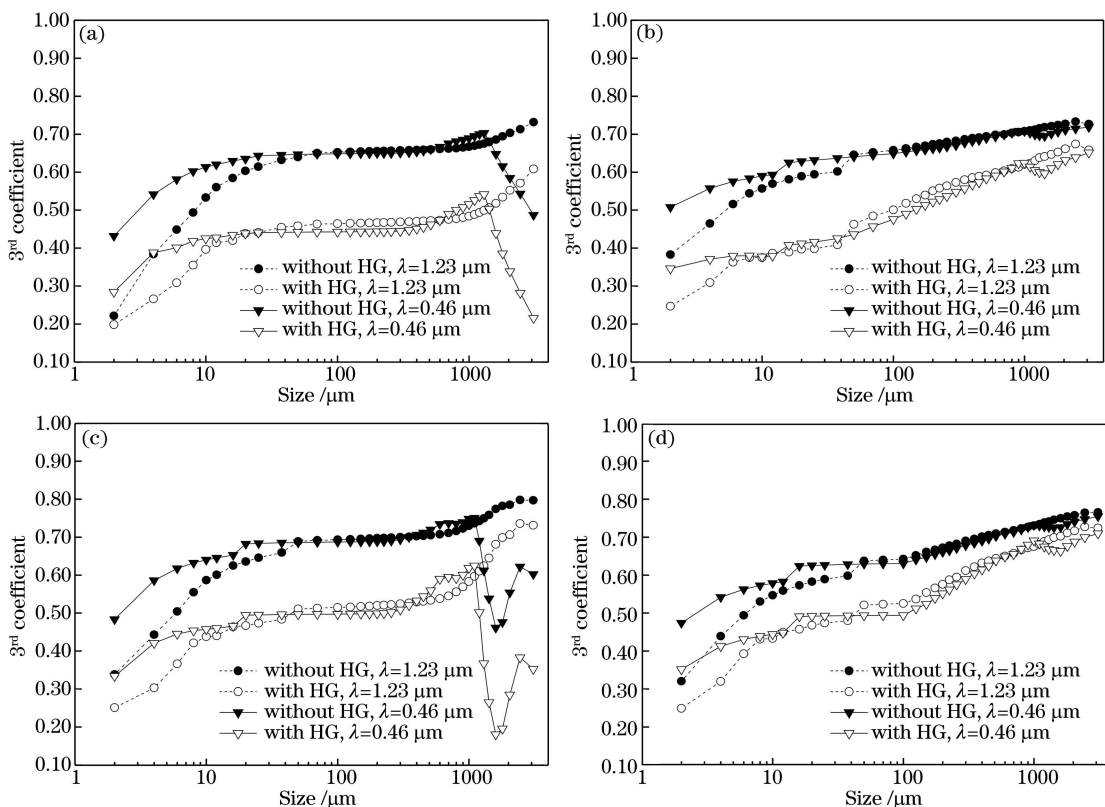 (a)
1.00
0.90
0.80
0.70
0.60
0.50
0.40
0.30
0.20
0.10
3rd coefficient
without HG, λ=1.23 μm
with HG, λ=1.23 μm
without HG, λ=0.46 μm
with HG, λ=0.46 μm
1 10 100 1000
Size /μm
(b)
1.00
0.90
0.80
0.70
0.60
0.50
0.40
0.30
0.20
0.10
3rd coefficient
without HG, λ=1.23 μm
with HG, λ=1.23 μm
without HG, λ=0.46 μm
with HG, λ=0.46 μm
1 10 100 1000
Size /μm
(c)
1.00
0.90
0.80
0.70
0.60
0.50
0.40
0.30
0.20
0.10
3rd coefficient
without HG, λ=1.23 μm
with HG, λ=1.23 μm
without HG, λ=0.46 μm
with HG, λ=0.46 μm
1 10 100 1000
Size /μm
(d)
1.00
0.90
0.80
0.70
0.60
0.50
0.40
0.30
0.20
0.10
3rd coefficient
without HG, λ=1.23 μm
with HG, λ=1.23 μm
without HG, λ=0.46 μm
with HG, λ=0.46 μm
1 10 100 1000
Size /μm